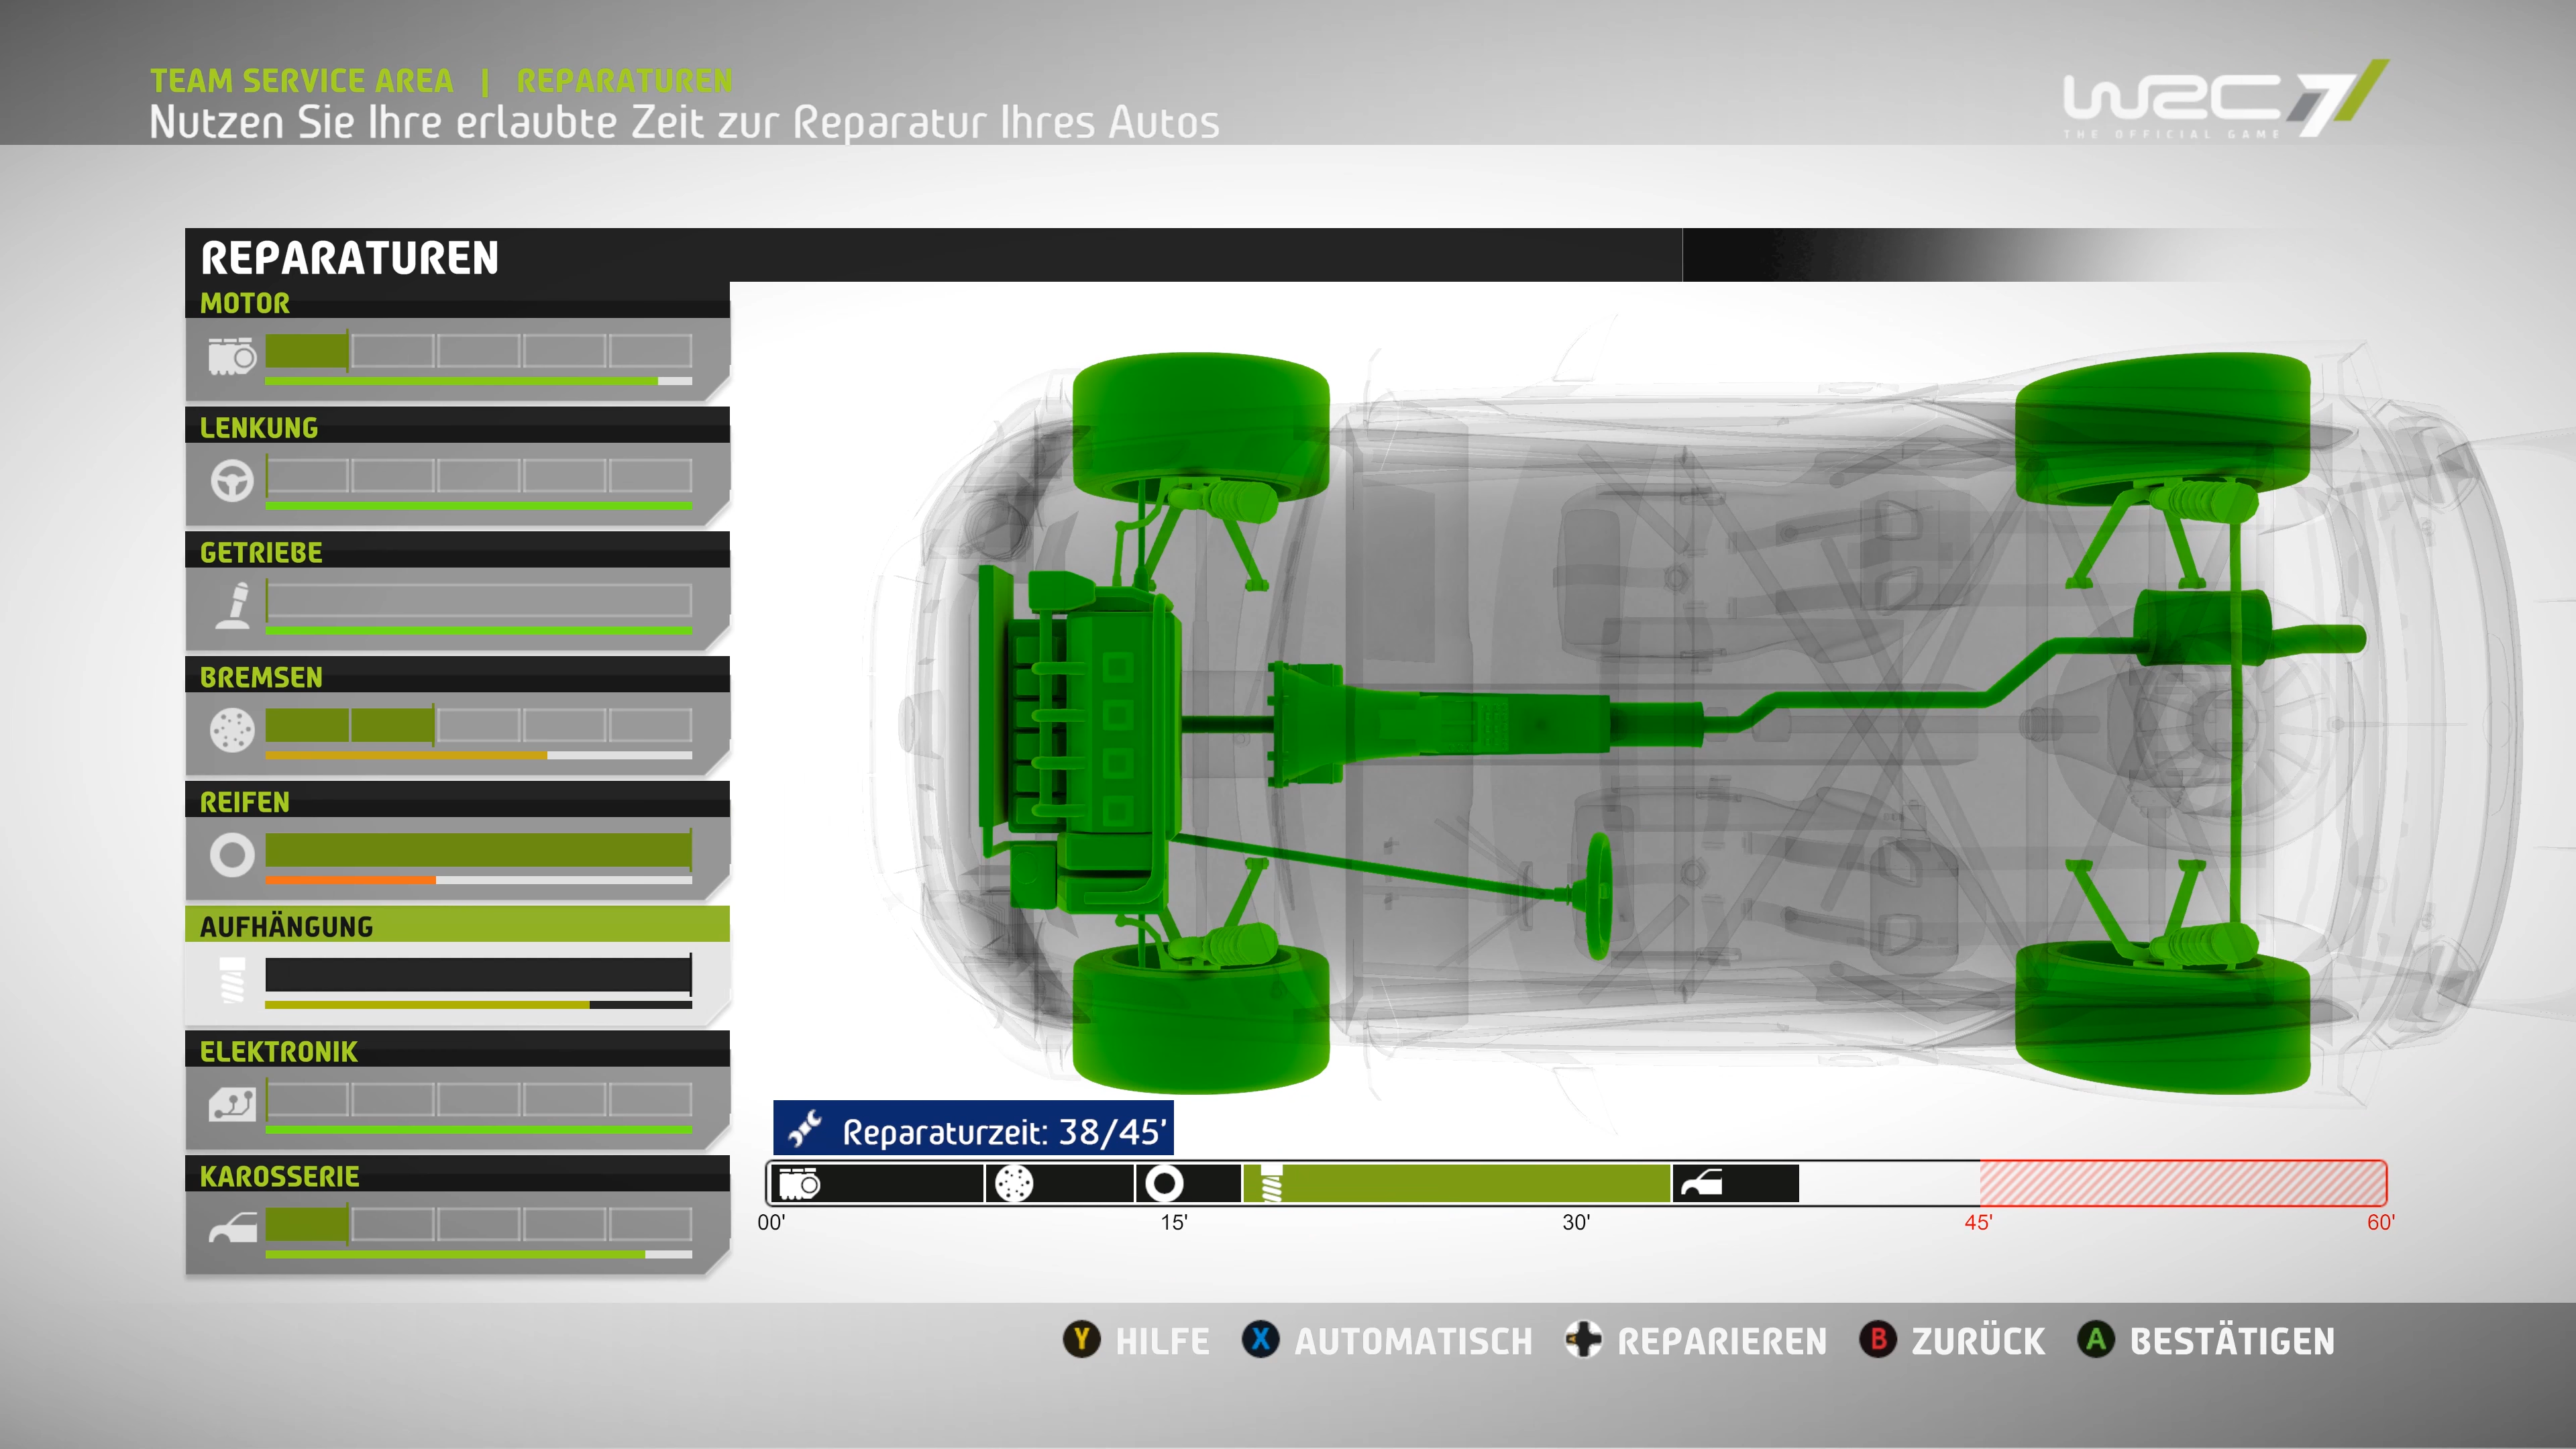 TEAM SERVICE AREA | REPARATUREN
Nutzen Sie Ihre erlaubte Zeit zur Reparatur Ihres Autos
WRC 7
THE OFFICIAL GAME
REPARATUREN
MOTOR
LENKUNG
GETRIEBE
BREMSEN
REIFEN
AUFHÄNGUNG
ELEKTRONIK
KAROSSERIE
Reparaturzeit: 38/45'
00' 15' 30' 45' 60'
Y HILFE X AUTOMATISCH REPARIEREN B ZURÜCK A BESTÄTIGEN